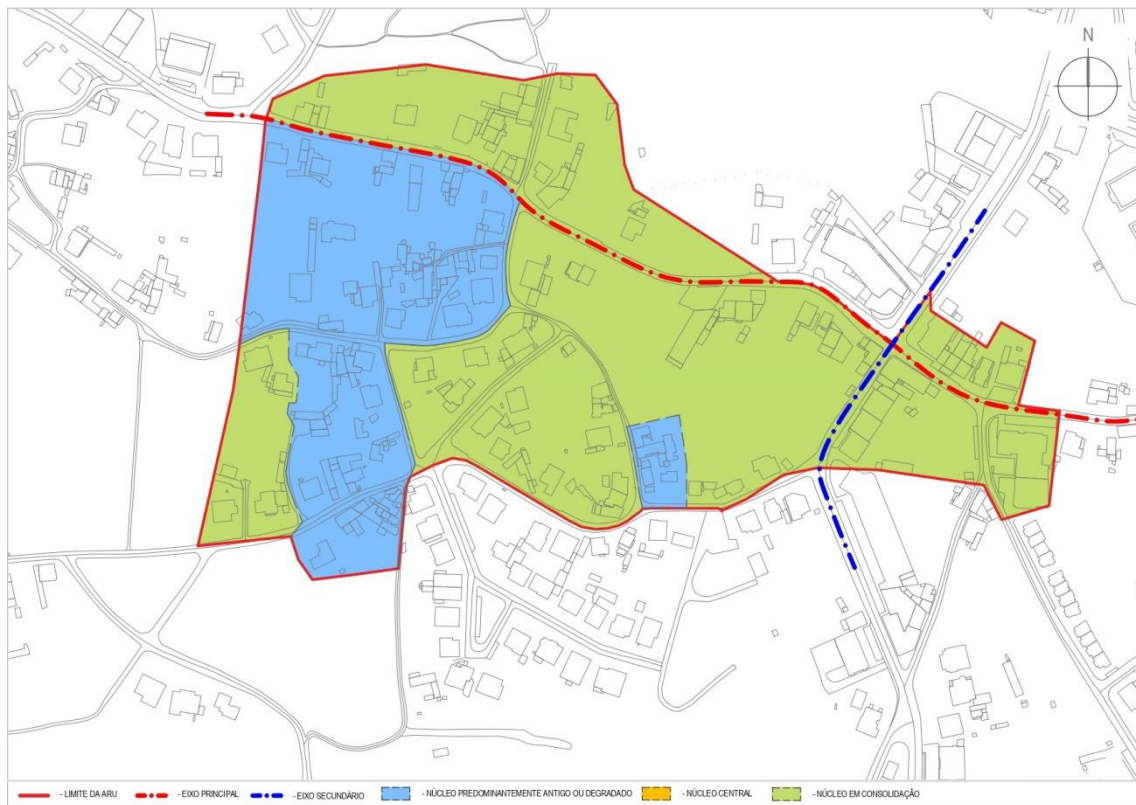 N
- LIMITE DA ARU - EIXO PRINCIPAL - EIXO SECUNDÁRIO - NÚCLEO PREDOMINANTEMENTE ANTIGO OU DEGRADADO - NÚCLEO CENTRAL - NÚCLEO EM CONSOLIDAÇÃO